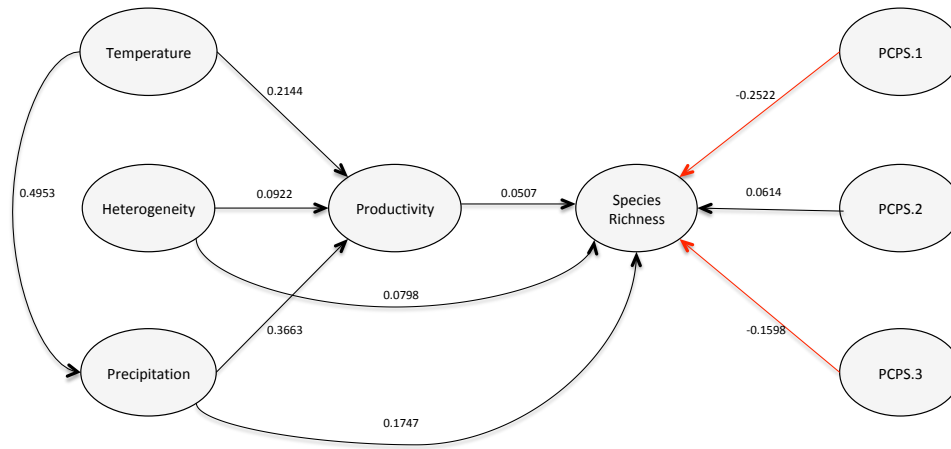 Temperature
PCPS.1
0.2144
-0.2522
0.4953
Heterogeneity
0.0922
Productivity
0.0507
Species
Richness
0.0614
PCPS.2
0.0798
0.3663
-0.1598
Precipitation
PCPS.3
0.1747